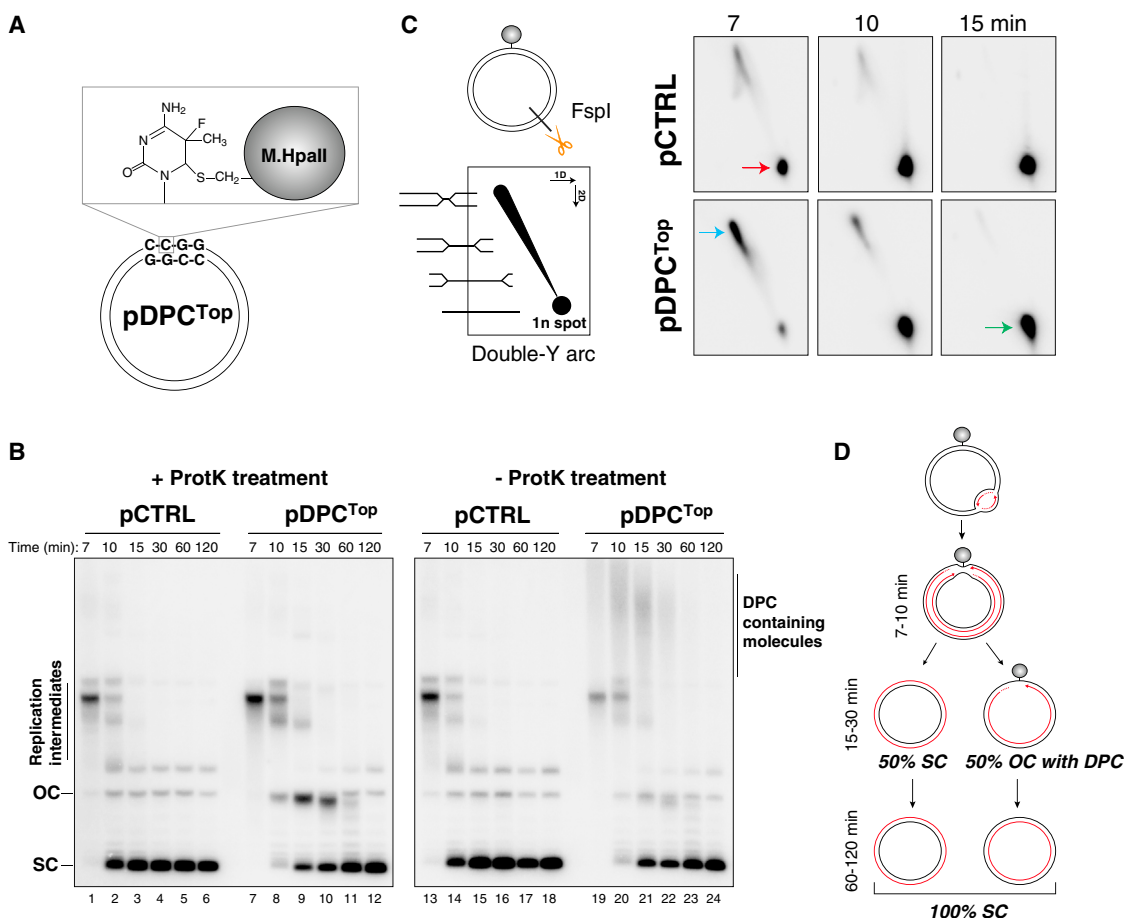 A
NH₂
F
CH₃
N
O
N
S—CH₂
M.HpaII
C-C-G-G
G-G-C-C
pDPCᵀᵒᵖ
C
FspI
1D
2D
1n spot
Double-Y arc
7 10 15 min
pCTRL
pDPCᵀᵒᵖ
B
+ ProtK treatment - ProtK treatment
pCTRL pDPCᵀᵒᵖ pCTRL pDPCᵀᵒᵖ
Time (min): 7 10 15 30 60 120 7 10 15 30 60 120 7 10 15 30 60 120 7 10 15 30 60 120
Replication
intermediates
OC
SC
DPC
containing
molecules
1 2 3 4 5 6 7 8 9 10 11 12 13 14 15 16 17 18 19 20 21 22 23 24
D
7-10 min
15-30 min
50% SC 50% OC with DPC
60-120 min
100% SC